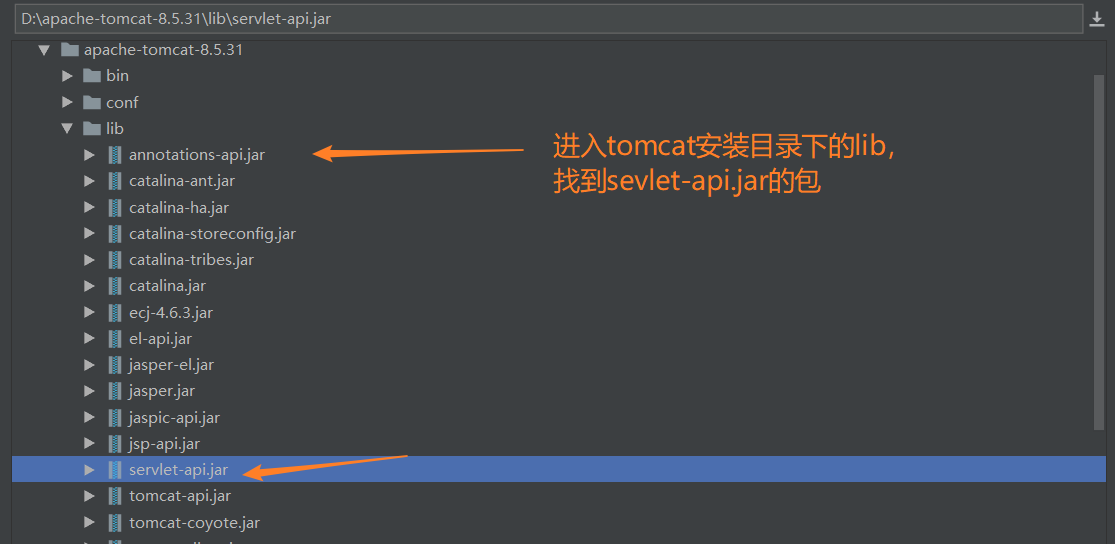 D:\apache-tomcat-8.5.31\lib\servlet-api.jar
apache-tomcat-8.5.31
bin
conf
lib
annotations-api.jar
进入tomcat安装目录下的lib，
找到sevlet-api.jar的包
catalina-ant.jar
catalina-ha.jar
catalina-storeconfig.jar
catalina-tribes.jar
catalina.jar
ecj-4.6.3.jar
el-api.jar
jasper-el.jar
jasper.jar
jaspic-api.jar
jsp-api.jar
servlet-api.jar
tomcat-api.jar
tomcat-coyote.jar